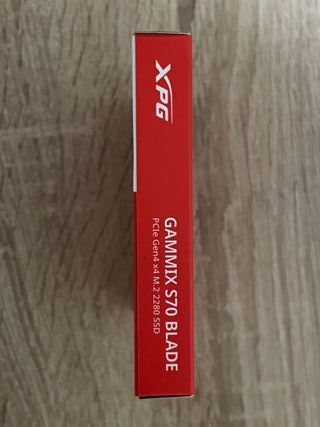 XPG
GAMMIX S70 BLADE
PCIe Gen4 x4 M.2 2280 SSD